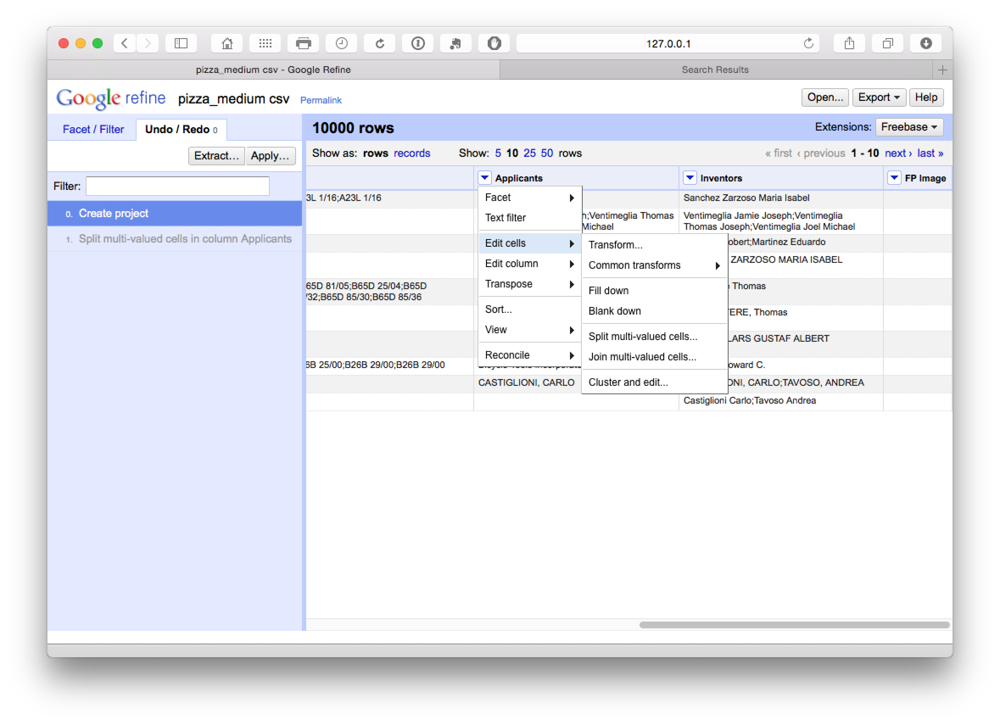 127.0.0.1
pizza_medium csv - Google Refine
Search Results
Google refine pizza_medium csv Permalink
Open... Export Help
Facet / Filter Undo / Redo 0
10000 rows
Extensions: Freebase
Extract... Apply...
Show as: rows records Show: 5 10 25 50 rows
« first ‹ previous 1 - 10 next › last »
Filter:
0. Create project
1. Split multi-valued cells in column Applicants
Applicants Inventors FP Image
3L 1/16;A23L 1/16
Sanchez Zarzoso Maria Isabel
h;Ventimeglia Thomas
Michael
Ventimeglia Jamie Joseph;Ventimeglia
Thomas Joseph;Ventimeglia Joel Michael
obert;Martinez Eduardo
ZARZOSO MARIA ISABEL
65D 81/05;B65D 25/04;B65D
/32;B65D 85/30;B65D 85/36
Thomas
TERE, Thomas
LARS GUSTAF ALBERT
6B 25/00;B26B 29/00;B26B 29/00
oward C.
CASTIGLIONI, CARLO
ONI, CARLO;TAVOSO, ANDREA
Castiglioni Carlo;Tavoso Andrea
Facet
Text filter
Edit cells
Edit column
Transpose
Sort...
View
Reconcile
Transform...
Common transforms
Fill down
Blank down
Split multi-valued cells...
Join multi-valued cells...
Cluster and edit...